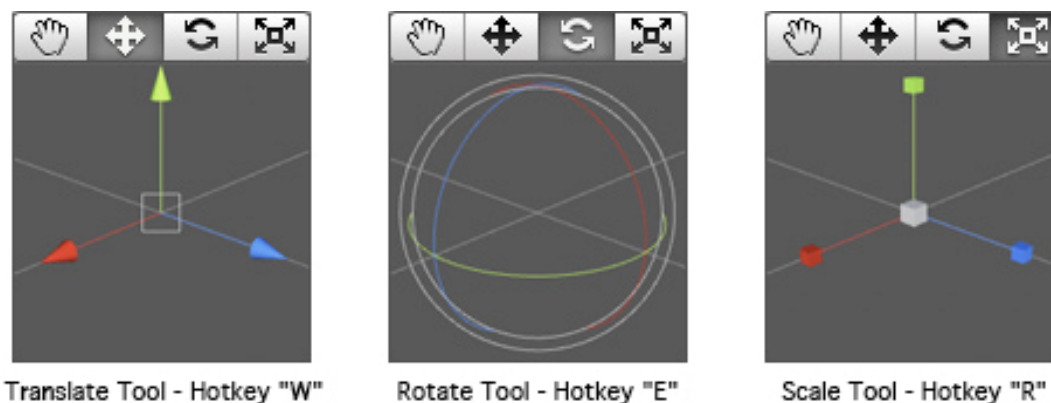 Translate Tool - Hotkey "W"
Rotate Tool - Hotkey "E"
Scale Tool - Hotkey "R"